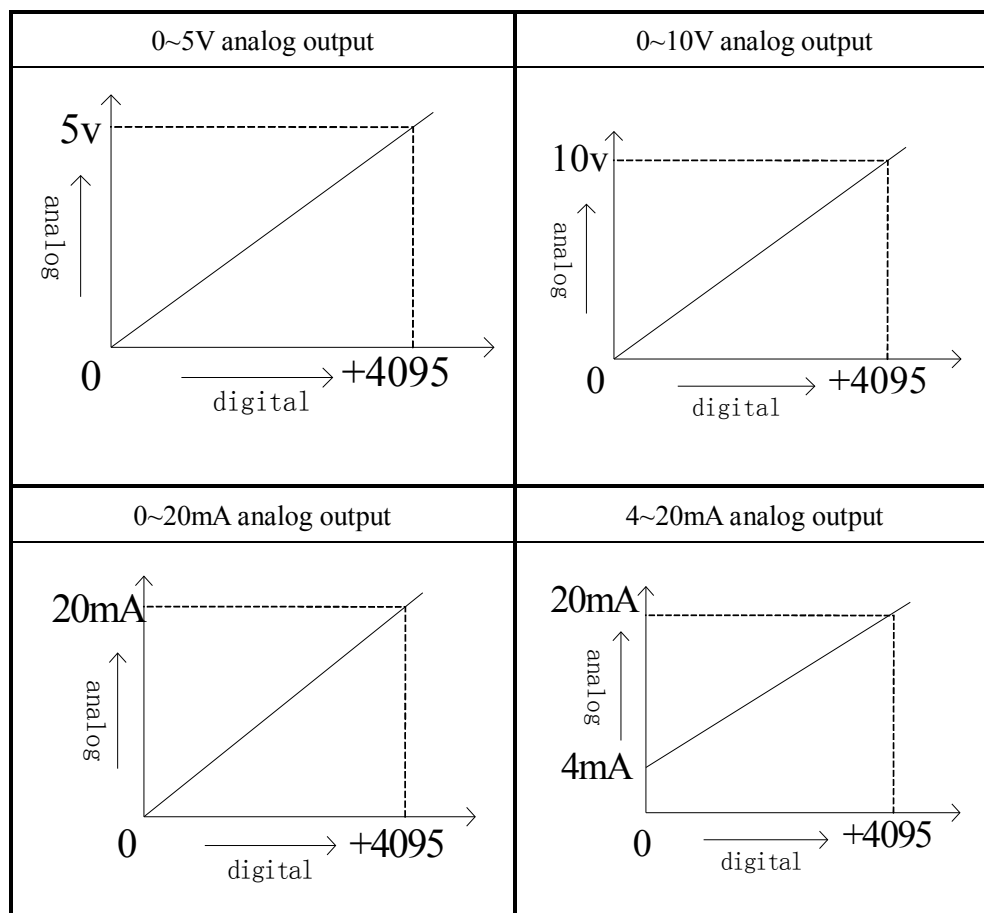 0~5V analog output
0~10V analog output
5v
analog
0
digital
+4095
10v
analog
0
digital
+4095
0~20mA analog output
4~20mA analog output
20mA
analog
0
digital
+4095
20mA
analog
4mA
0
digital
+4095